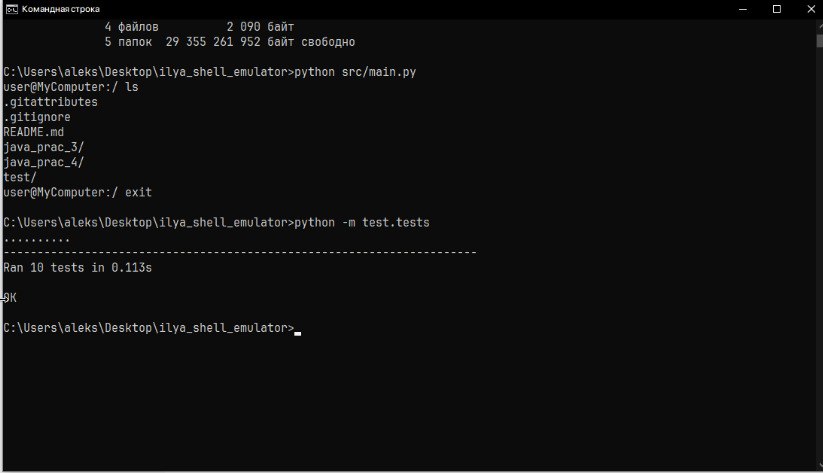 Командная строка
4 файлов 2 090 байт
5 папок 29 355 261 952 байт свободно
C:\Users\aleks\Desktop\ilya_shell_emulator>python src/main.py
user@MyComputer:/ ls
.gitattributes
.gitignore
README.md
java_prac_3/
java_prac_4/
test/
user@MyComputer:/ exit
C:\Users\aleks\Desktop\ilya_shell_emulator>python -m test.tests
..........
----------------------------------------------------------------------
Ran 10 tests in 0.113s
OK
C:\Users\aleks\Desktop\ilya_shell_emulator>